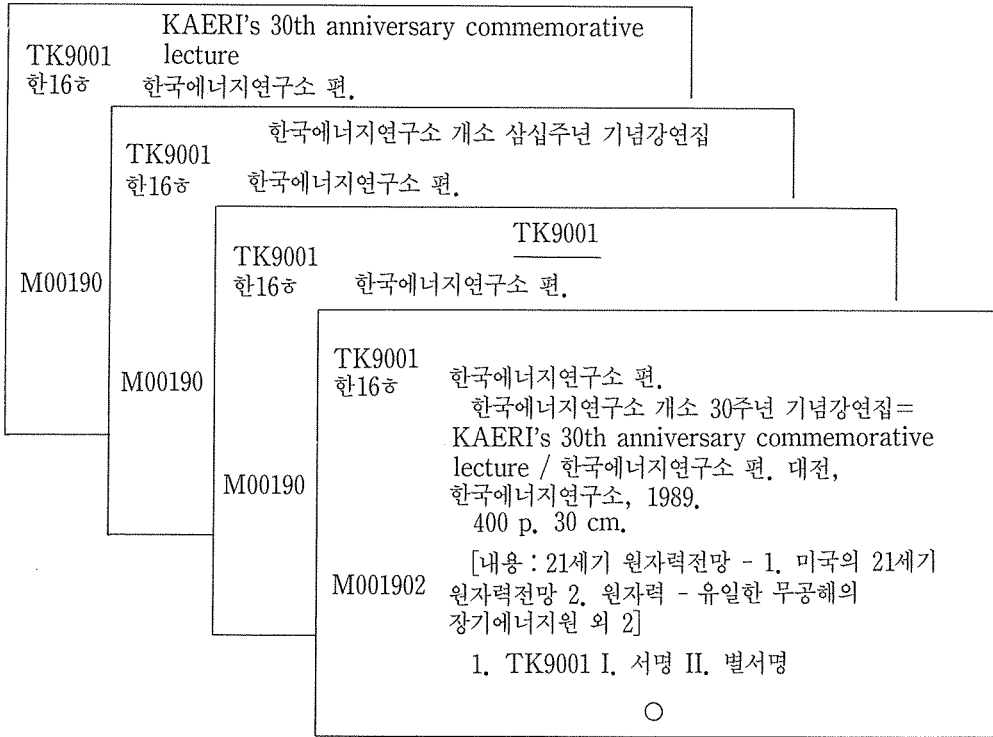 KAERI's 30th anniversary commemorative
TK9001 lecture
한16ㅎ 한국에너지연구소 편.
M00190
한국에너지연구소 개소 삼십주년 기념강연집
TK9001
한16ㅎ 한국에너지연구소 편.
M00190
TK9001
TK9001
한16ㅎ 한국에너지연구소 편.
M00190
TK9001
한16ㅎ 한국에너지연구소 편.
한국에너지연구소 개소 30주년 기념강연집=
KAERI's 30th anniversary commemorative
lecture / 한국에너지연구소 편. 대전,
한국에너지연구소, 1989.
400 p. 30 cm.
[내용 : 21세기 원자력전망 - 1. 미국의 21세기
M001902 원자력전망 2. 원자력 - 유일한 무공해의
장기에너지원 외 2]
1. TK9001 I. 서명 II. 별서명